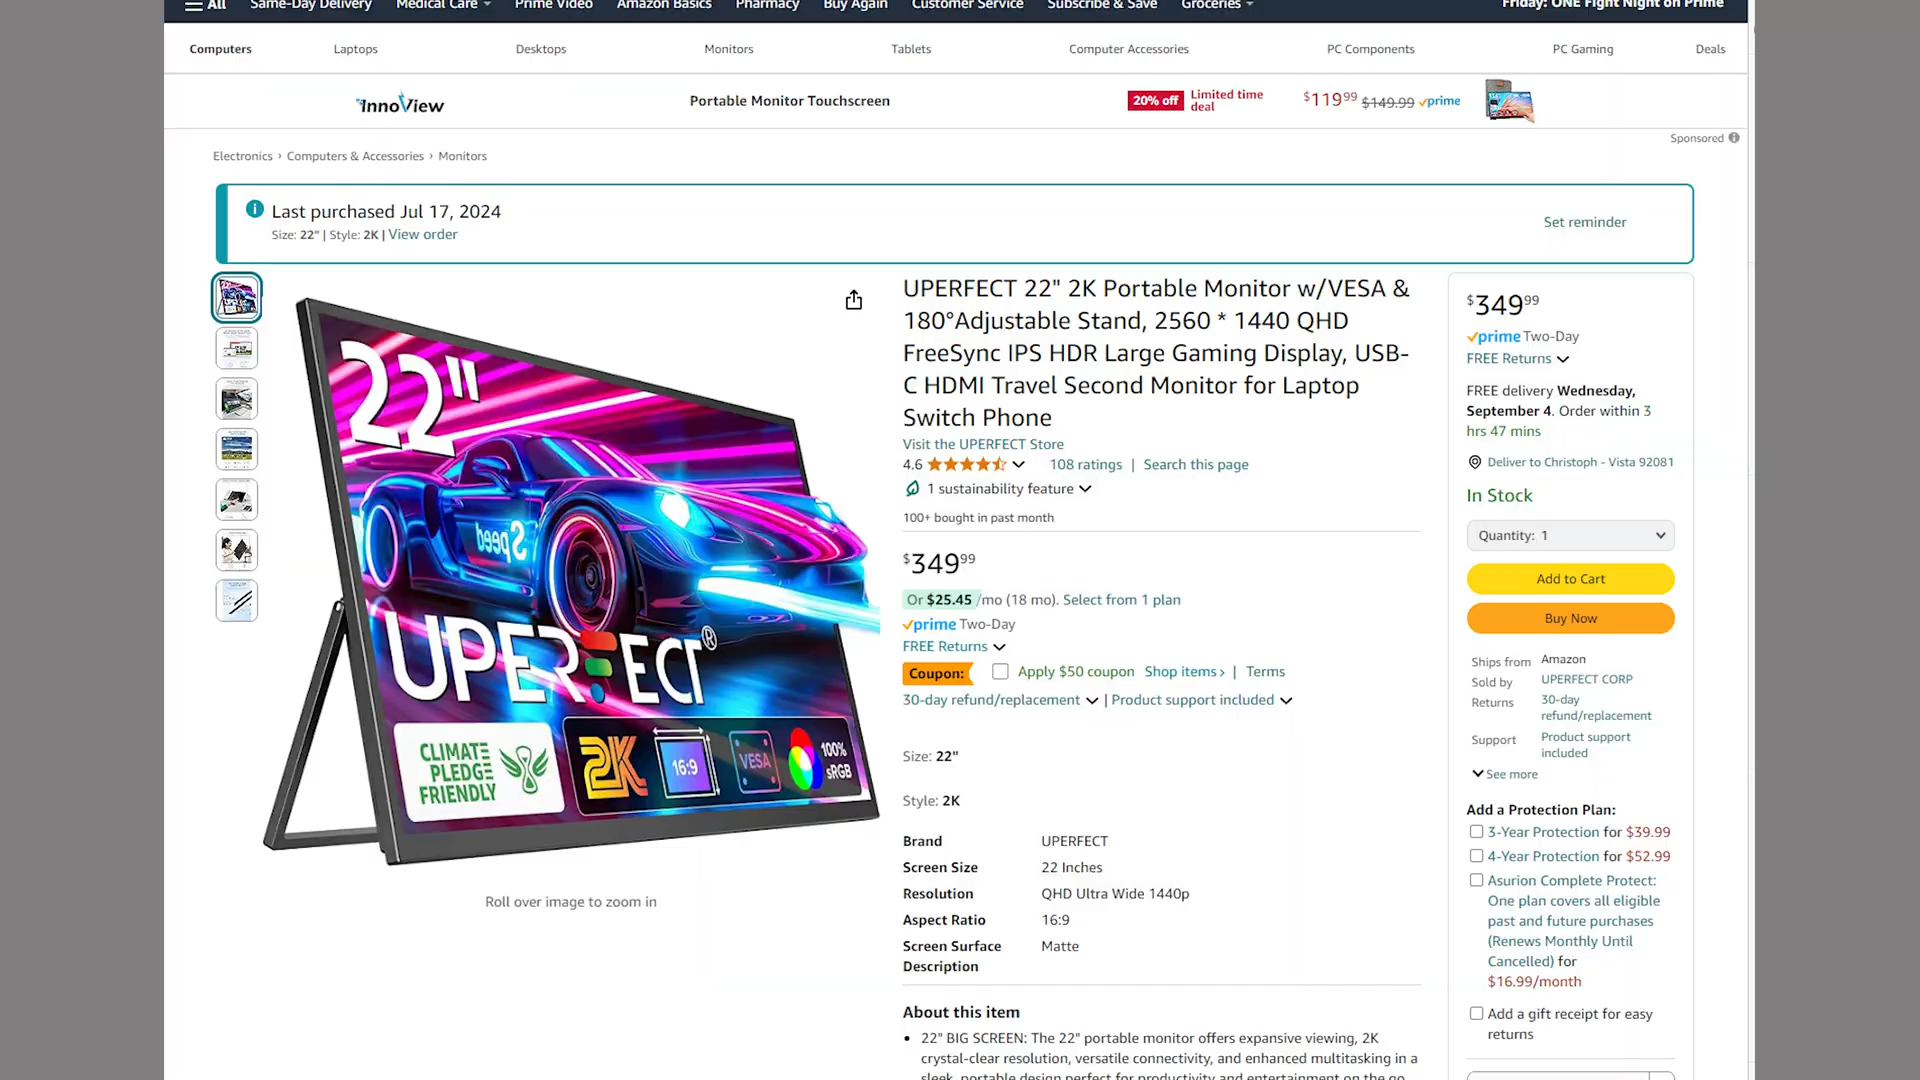 All
Same-Day Delivery
Medical Care
Prime Video
Amazon Basics
Pharmacy
Buy Again
Customer Service
Subscribe & Save
Groceries
Friday: ONE Fight Night on Prime
Computers
Laptops
Desktops
Monitors
Tablets
Computer Accessories
PC Components
PC Gaming
Deals
InnoView
Portable Monitor Touchscreen
20% off
Limited time
deal
$119.99 $149.99 prime
Sponsored
Electronics › Computers & Accessories › Monitors
Last purchased Jul 17, 2024
Size: 22" | Style: 2K | View order
Set reminder
22"
Speed
UPERFECT®
CLIMATE
PLEDGE
FRIENDLY
2K
16:9
VESA
100%
sRGB
Roll over image to zoom in
UPERFECT 22" 2K Portable Monitor w/VESA &
180°Adjustable Stand, 2560 * 1440 QHD
FreeSync IPS HDR Large Gaming Display, USB-
C HDMI Travel Second Monitor for Laptop
Switch Phone
Visit the UPERFECT Store
4.6
108 ratings | Search this page
1 sustainability feature
100+ bought in past month
$349 99
Or $25.45 /mo (18 mo). Select from 1 plan
prime Two-Day
FREE Returns
Coupon: Apply $50 coupon Shop items › | Terms
30-day refund/replacement | Product support included
Size: 22"
Style: 2K
Brand UPERFECT
Screen Size 22 Inches
Resolution QHD Ultra Wide 1440p
Aspect Ratio 16:9
Screen Surface Matte
Description
About this item
• 22" BIG SCREEN: The 22" portable monitor offers expansive viewing, 2K
crystal-clear resolution, versatile connectivity, and enhanced multitasking in a
sleek, portable design perfect for productivity and entertainment on the go.
$349 99
prime Two-Day
FREE Returns
FREE delivery Wednesday,
September 4. Order within 3
hrs 47 mins
Deliver to Christoph - Vista 92081
In Stock
Quantity: 1
Add to Cart
Buy Now
Ships from Amazon
Sold by UPERFECT CORP
Returns 30-day
refund/replacement
Support Product support
included
See more
Add a Protection Plan:
3-Year Protection for $39.99
4-Year Protection for $52.99
Asurion Complete Protect:
One plan covers all eligible
past and future purchases
(Renews Monthly Until
Cancelled) for
$16.99/month
Add a gift receipt for easy
returns